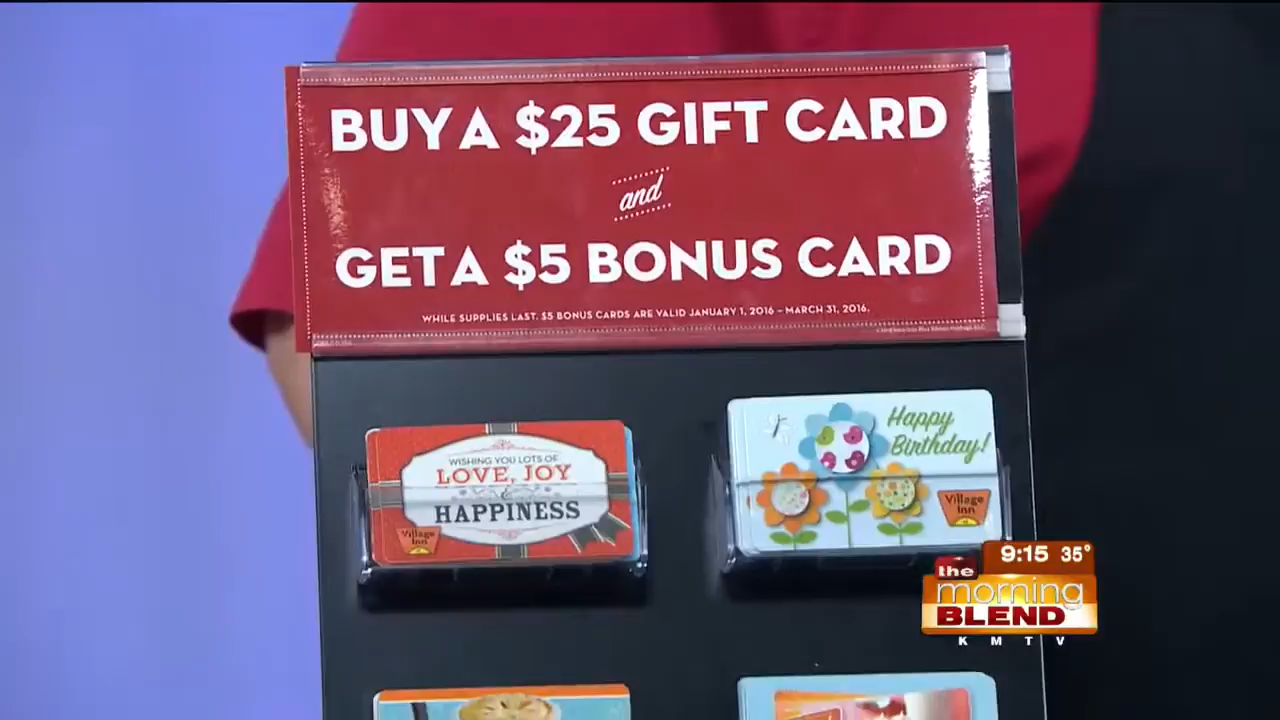 BUY A $25 GIFT CARD
and
GET A $5 BONUS CARD
WHILE SUPPLIES LAST. $5 BONUS CARDS ARE VALID JANUARY 1, 2016 – MARCH 31, 2016.
WISHING YOU LOTS OF
LOVE, JOY
&
HAPPINESS
Village
Inn
Happy
Birthday!
Village
Inn
9:15 35°
the
morning
BLEND
KMTV